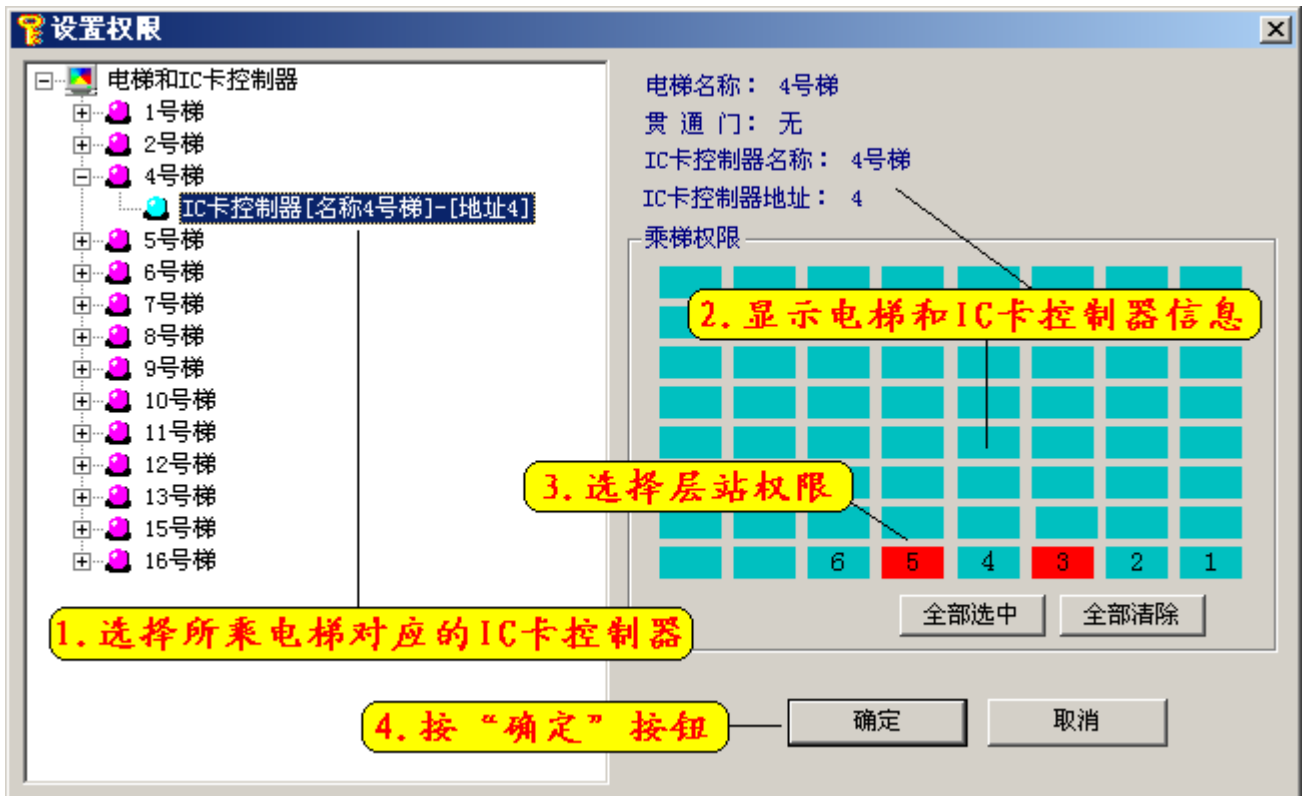 设置权限
电梯和IC卡控制器
1号梯
2号梯
4号梯
IC卡控制器[名称4号梯]-[地址4]
5号梯
6号梯
7号梯
8号梯
9号梯
10号梯
11号梯
12号梯
13号梯
15号梯
16号梯
1.选择所乘电梯对应的IC卡控制器
电梯名称： 4号梯
贯 通 门： 无
IC卡控制器名称： 4号梯
IC卡控制器地址： 4
乘梯权限
2.显示电梯和IC卡控制器信息
3.选择层站权限
6 5 4 3 2 1
全部选中 全部清除
4.按“确定”按钮
确定 取消